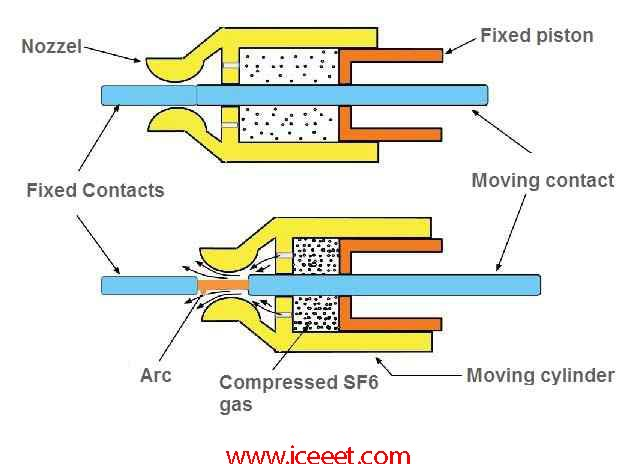 Nozzel
Fixed piston
Fixed Contacts
Moving contact
Arc
Compressed SF6
gas
Moving cylinder
www.iceeet.com